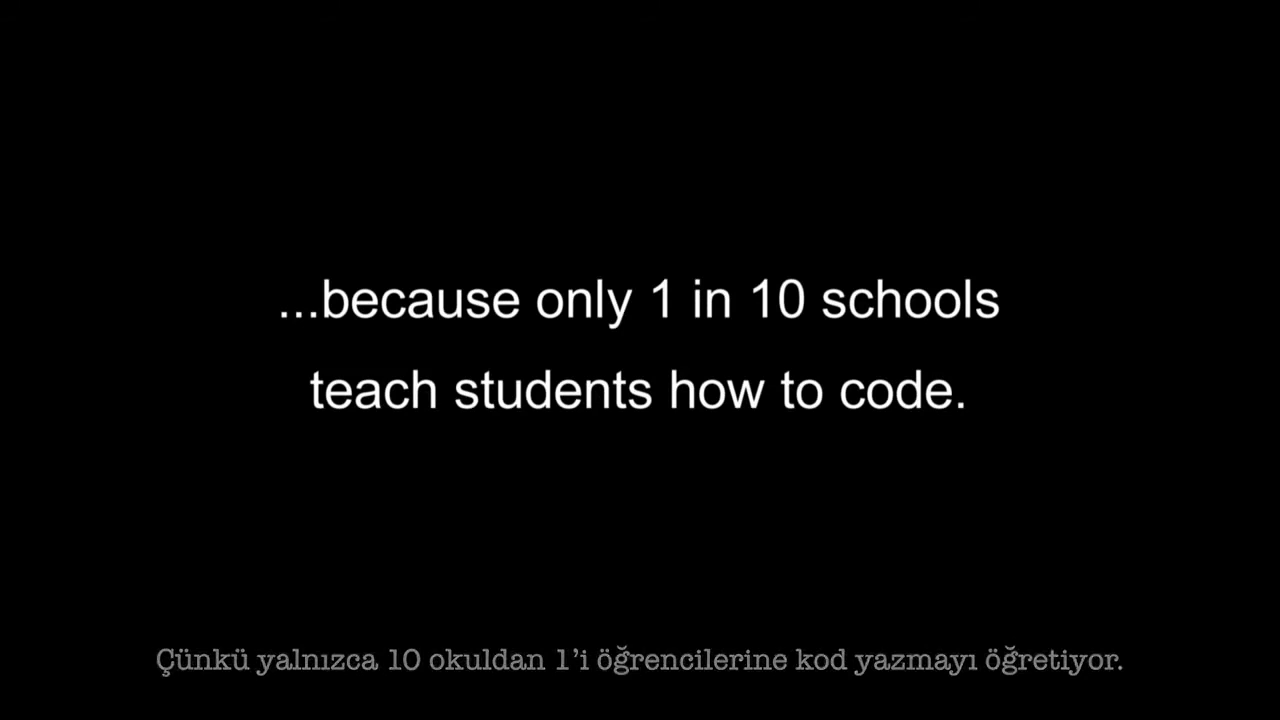 ...because only 1 in 10 schools
teach students how to code.
Çünkü yalnızca 10 okuldan 1’i öğrencilerine kod yazmayı öğretiyor.